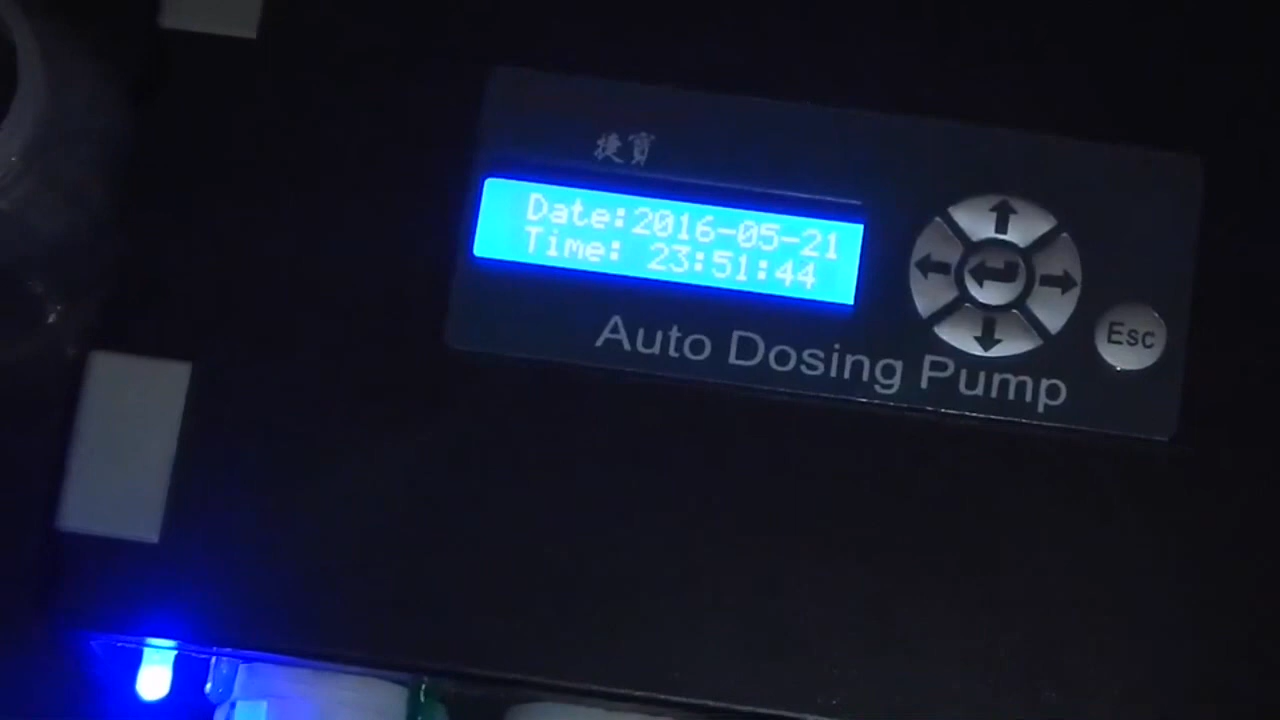 捷寶
Date:2016-05-21
Time: 23:51:44
Auto Dosing Pump
Esc